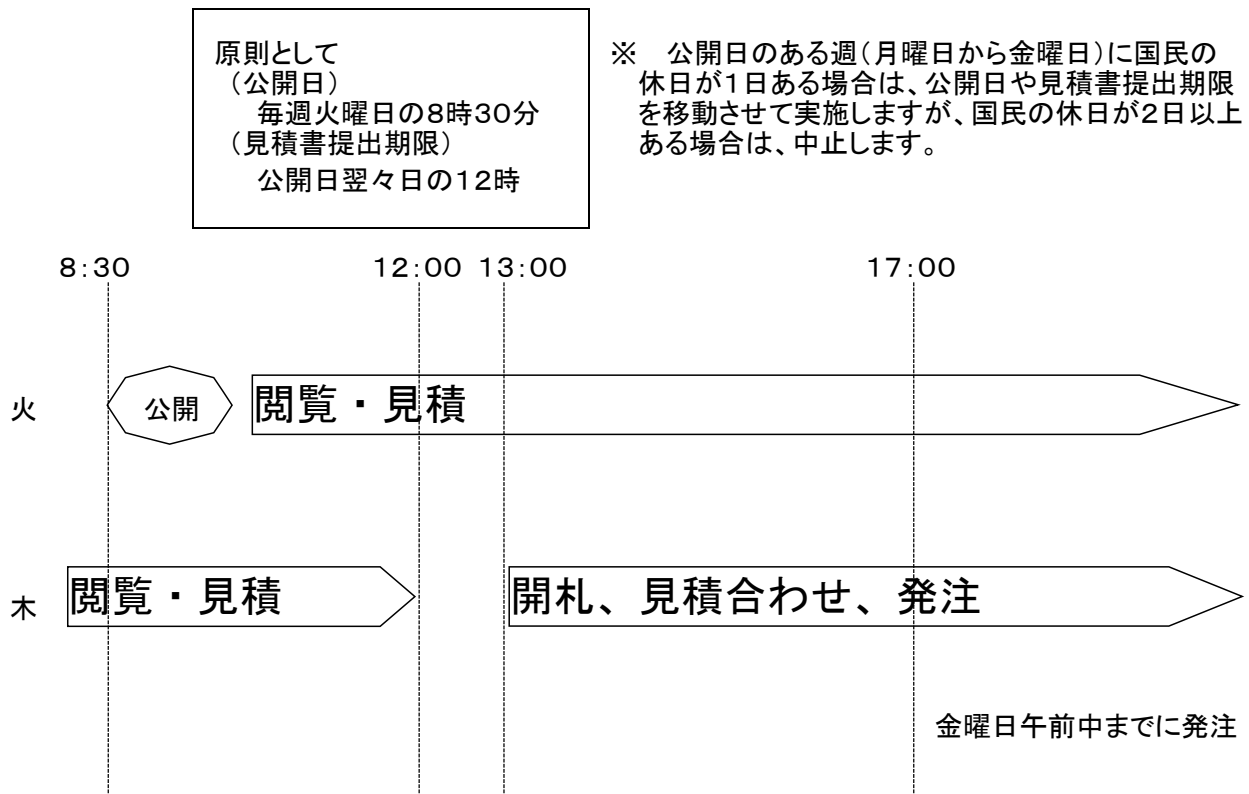 原則として
（公開日）
毎週火曜日の８時３０分
（見積書提出期限）
公開日翌々日の１２時
※　公開日のある週（月曜日から金曜日）に国民の
休日が１日ある場合は、公開日や見積書提出期限
を移動させて実施しますが、国民の休日が２日以上
ある場合は、中止します。
８：３０　１２：００　１３：００　１７：００
火　公開　閲覧・見積
木　閲覧・見積　開札、見積合わせ、発注
金曜日午前中までに発注